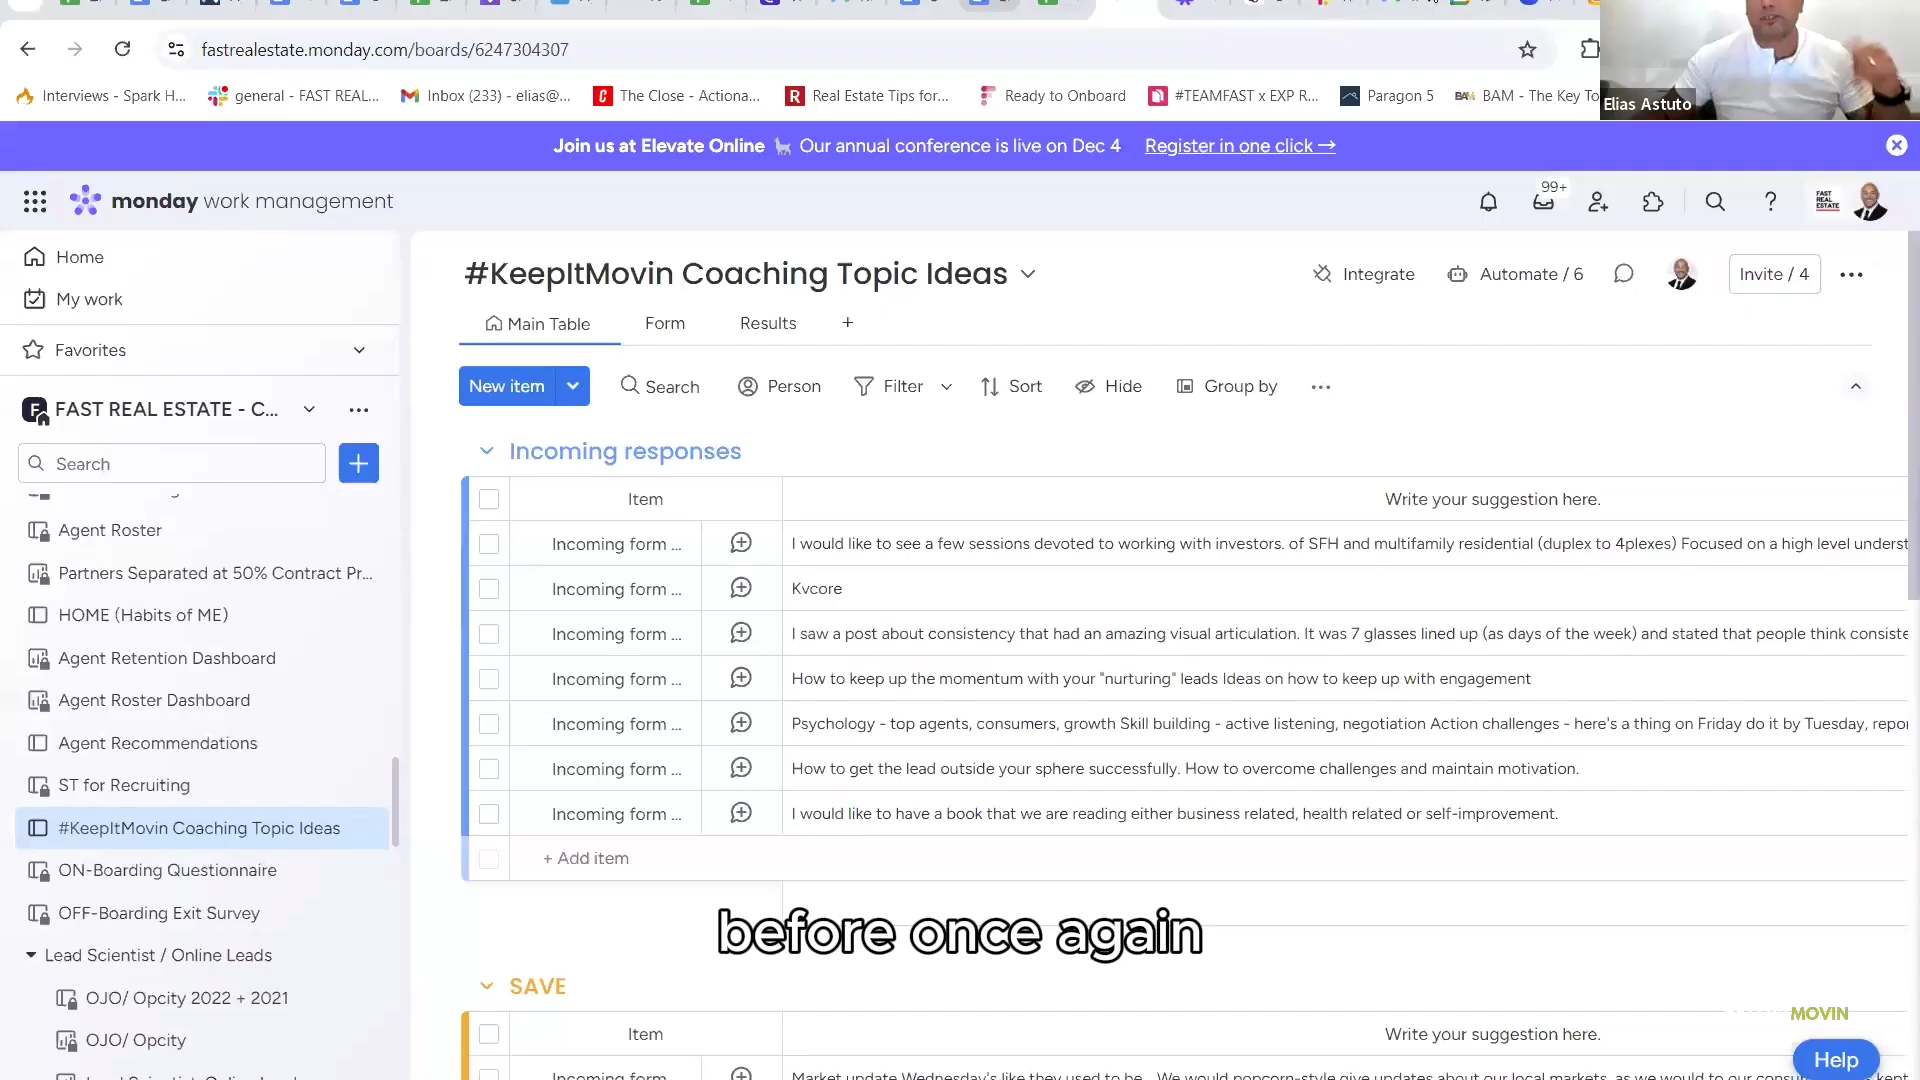 fastrealestate.monday.com/boards/6247304307
Interviews - Spark H...
general - FAST REAL...
Inbox (233) - elias@...
The Close - Actiona...
Real Estate Tips for...
Ready to Onboard
#TEAMFAST x EXP R...
Paragon 5
BAM - The Key To
Elias Astuto
Join us at Elevate Online Our annual conference is live on Dec 4 Register in one click →
monday work management
99+
FAST REAL ESTATE
Home
My work
Favorites
FAST REAL ESTATE - C...
Search
Agent Roster
Partners Separated at 50% Contract Pr...
HOME (Habits of ME)
Agent Retention Dashboard
Agent Roster Dashboard
Agent Recommendations
ST for Recruiting
#KeepItMovin Coaching Topic Ideas
ON-Boarding Questionnaire
OFF-Boarding Exit Survey
Lead Scientist / Online Leads
OJO/ Opcity 2022 + 2021
OJO/ Opcity
#KeepItMovin Coaching Topic Ideas
Integrate
Automate / 6
Invite / 4
Main Table
Form
Results
New item
Search
Person
Filter
Sort
Hide
Group by
Incoming responses
Item Write your suggestion here.
Incoming form ... I would like to see a few sessions devoted to working with investors. of SFH and multifamily residential (duplex to 4plexes) Focused on a high level underst
Incoming form ... Kvcore
Incoming form ... I saw a post about consistency that had an amazing visual articulation. It was 7 glasses lined up (as days of the week) and stated that people think consiste
Incoming form ... How to keep up the momentum with your "nurturing" leads Ideas on how to keep up with engagement
Incoming form ... Psychology - top agents, consumers, growth Skill building - active listening, negotiation Action challenges - here's a thing on Friday do it by Tuesday, repor
Incoming form ... How to get the lead outside your sphere successfully. How to overcome challenges and maintain motivation.
Incoming form ... I would like to have a book that we are reading either business related, health related or self-improvement.
+ Add item
before once again
SAVE
Item Write your suggestion here.
Incoming form Market update Wednesday's like they used to be
MOVIN
Help